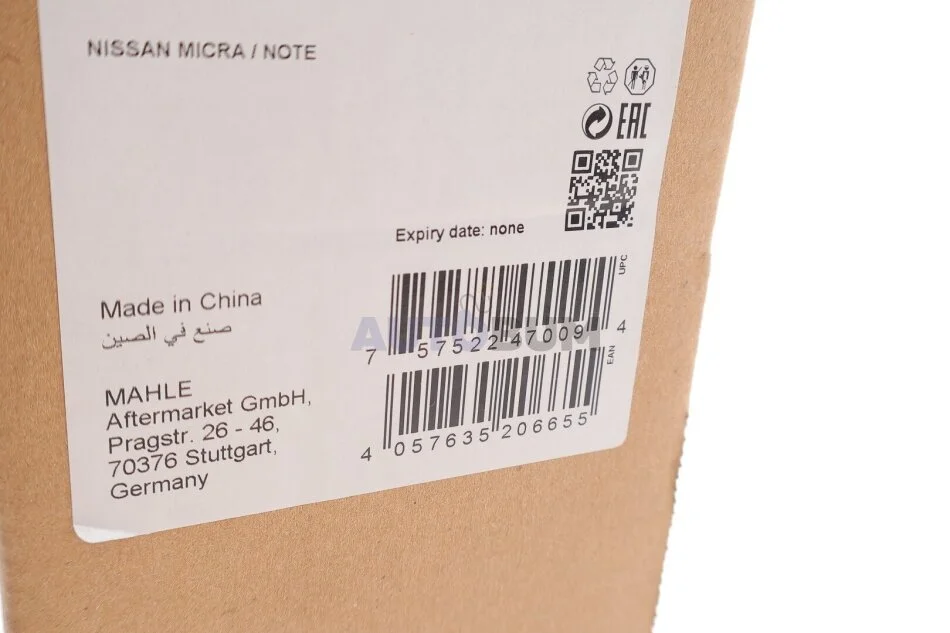 NISSAN MICRA / NOTE
EAC
Expiry date: none
Made in China
صنع في الصين
UPC
7 57522 47009 4
EAN
4 057635 206655
MAHLE
Aftermarket GmbH,
Pragstr. 26 - 46,
70376 Stuttgart,
Germany
AUTODUM